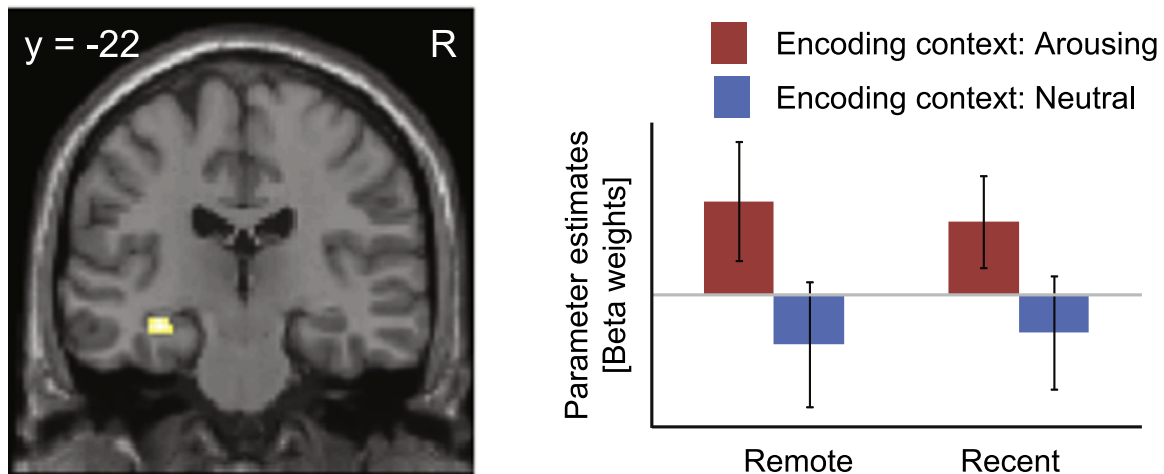 y = -22
R
Encoding context: Arousing
Encoding context: Neutral
Parameter estimates
[Beta weights]
Remote
Recent